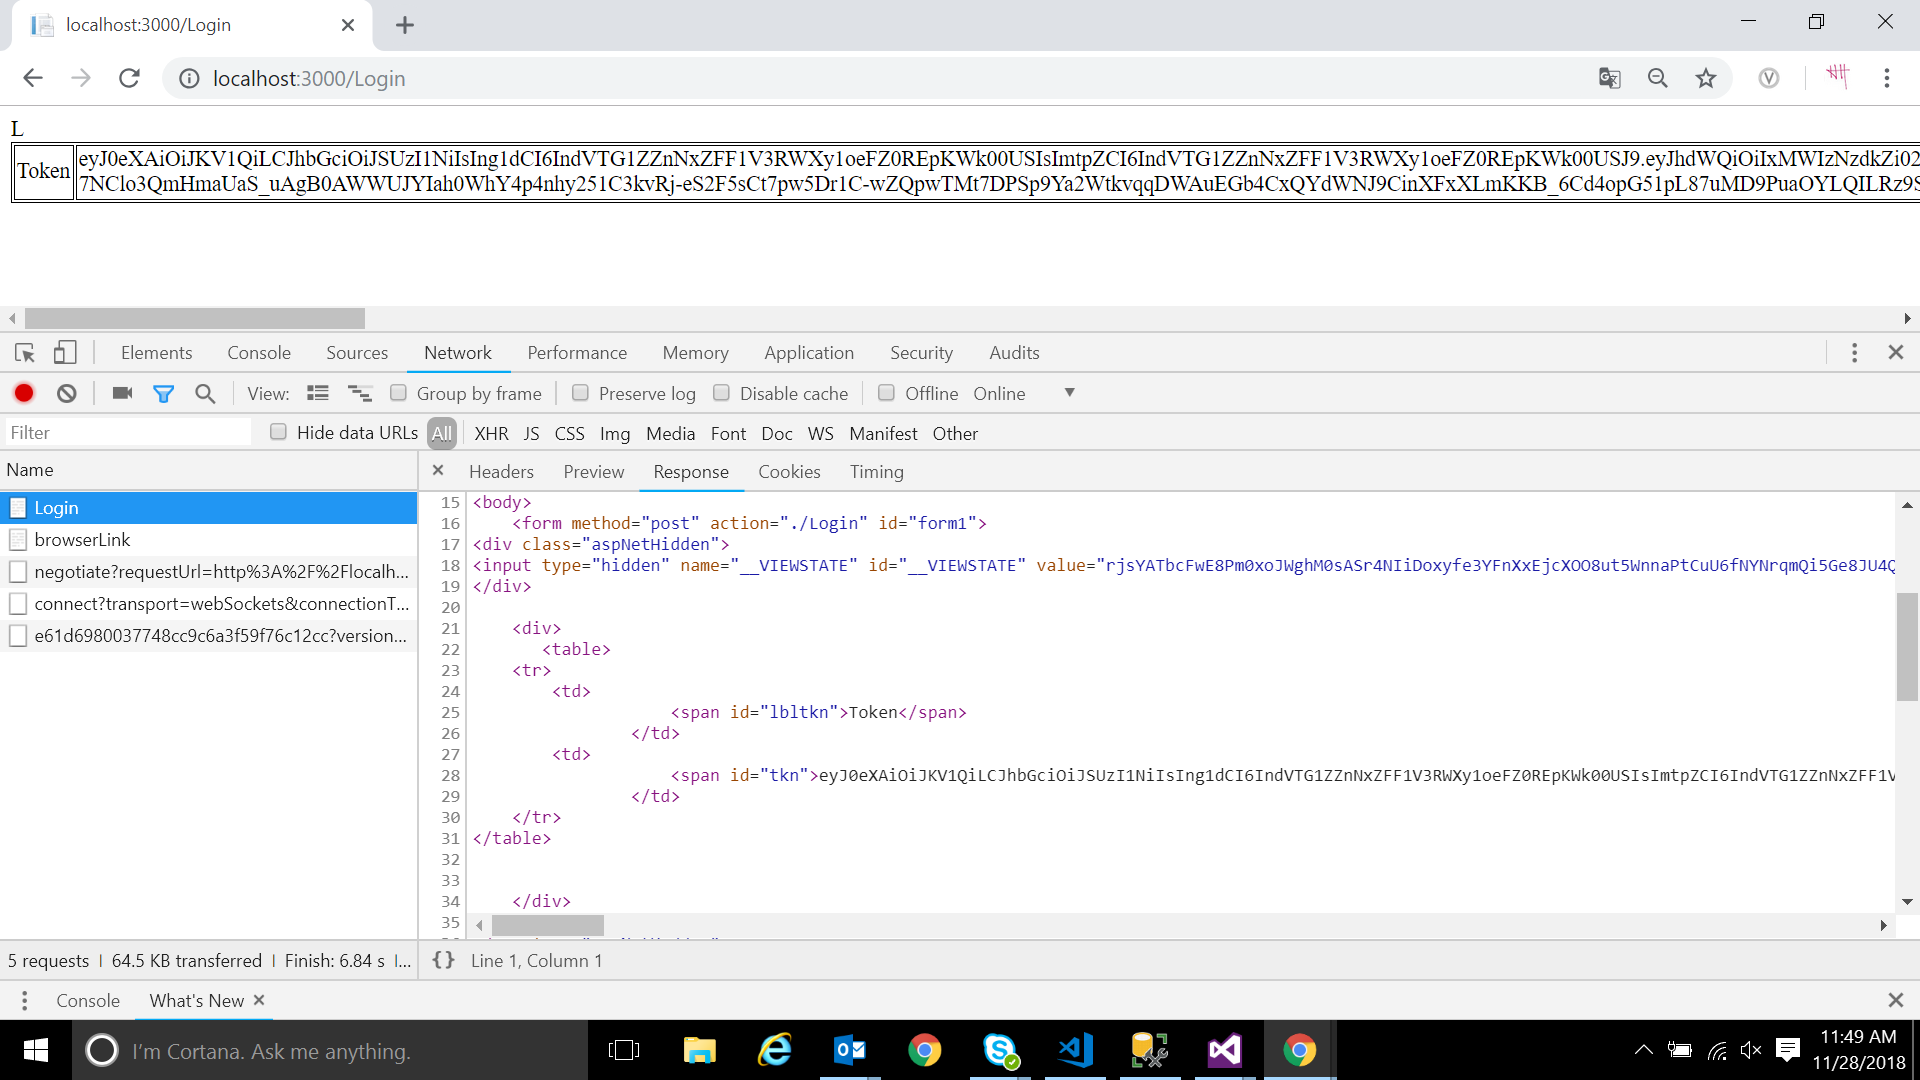 localhost:3000/Login
localhost:3000/Login
L
Token
eyJ0eXAiOiJKV1QiLCJhbGciOiJSUzI1NiIsIng1dCI6IndVTG1ZZnNxZFF1V3RWXy1oeFZ0REpKWk00USIsImtpZCI6IndVTG1ZZnNxZFF1V3RWXy1oeFZ0REpKWk00USJ9.eyJhdWQiOiIxMWIzNzdkZi02
7NClo3QmHmaUaS_uAgB0AWWUJYIah0WhY4p4nhy251C3kvRj-eS2F5sCt7pw5Dr1C-wZQpwTMt7DPSp9Ya2WtkvqqDWAuEGb4CxQYdWNJ9CinXFxXLmKKB_6Cd4opG51pL87uMD9PuaOYLQILRz9S
Elements Console Sources Network Performance Memory Application Security Audits
View: Group by frame Preserve log Disable cache Offline Online
Filter Hide data URLs All XHR JS CSS Img Media Font Doc WS Manifest Other
Name
Login
browserLink
negotiate?requestUrl=http%3A%2F%2Flocalh...
connect?transport=webSockets&connectionT...
e61d6980037748cc9c6a3f59f76c12cc?version...
Headers Preview Response Cookies Timing
15 <body>
16 <form method="post" action="./Login" id="form1">
17 <div class="aspNetHidden">
18 <input type="hidden" name="__VIEWSTATE" id="__VIEWSTATE" value="rjsYATbcFwE8Pm0xoJWghM0sASr4NIiDoxyfe3YFnXxEjcXOO8ut5WnnaPtCuU6fNYNrqmQi5Ge8JU4Q
19 </div>
20
21 <div>
22 <table>
23 <tr>
24 <td>
25 <span id="lbltkn">Token</span>
26 </td>
27 <td>
28 <span id="tkn">eyJ0eXAiOiJKV1QiLCJhbGciOiJSUzI1NiIsIng1dCI6IndVTG1ZZnNxZFF1V3RWXy1oeFZ0REpKWk00USIsImtpZCI6IndVTG1ZZnNxZFF1V
29 </td>
30 </tr>
31 </table>
32
33
34 </div>
35
5 requests 64.5 KB transferred Finish: 6.84 s ...
{} Line 1, Column 1
Console What's New
I'm Cortana. Ask me anything.
11:49 AM
11/28/2018